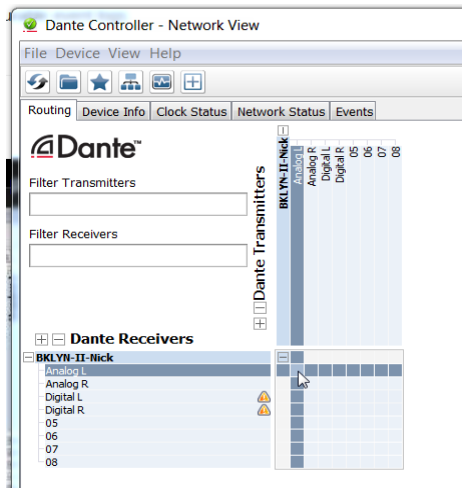 Dante Controller - Network View
File Device View Help
Routing Device Info Clock Status Network Status Events
Dante™
Filter Transmitters
Filter Receivers
Dante Transmitters
BKLYN-II-Nick
Analog L
Analog R
Digital L
Digital R
05
06
07
08
Dante Receivers
BKLYN-II-Nick
Analog L
Analog R
Digital L
Digital R
05
06
07
08